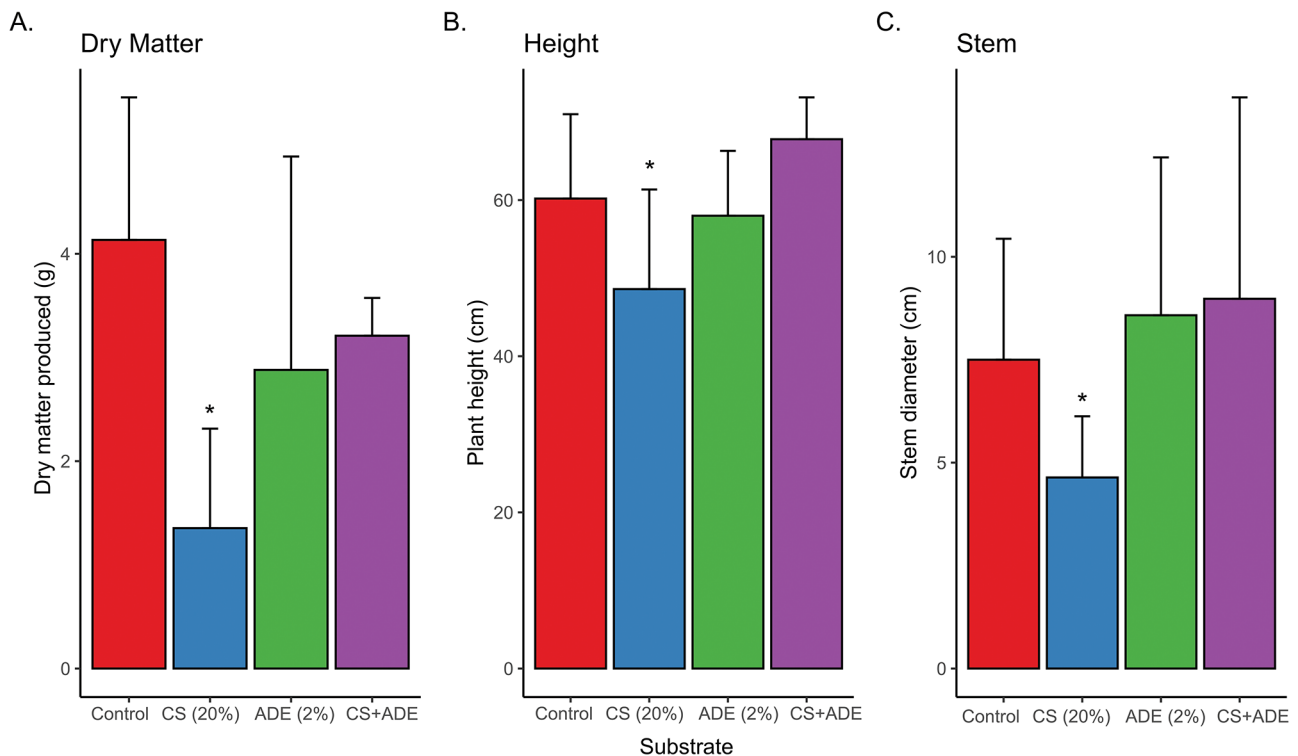 A.
Dry Matter
Dry matter produced (g)
4
2
0
*
Control CS (20%) ADE (2%) CS+ADE
B.
Height
Plant height (cm)
60
40
20
0
*
Control CS (20%) ADE (2%) CS+ADE
Substrate
C.
Stem
Stem diameter (cm)
10
5
0
*
Control CS (20%) ADE (2%) CS+ADE